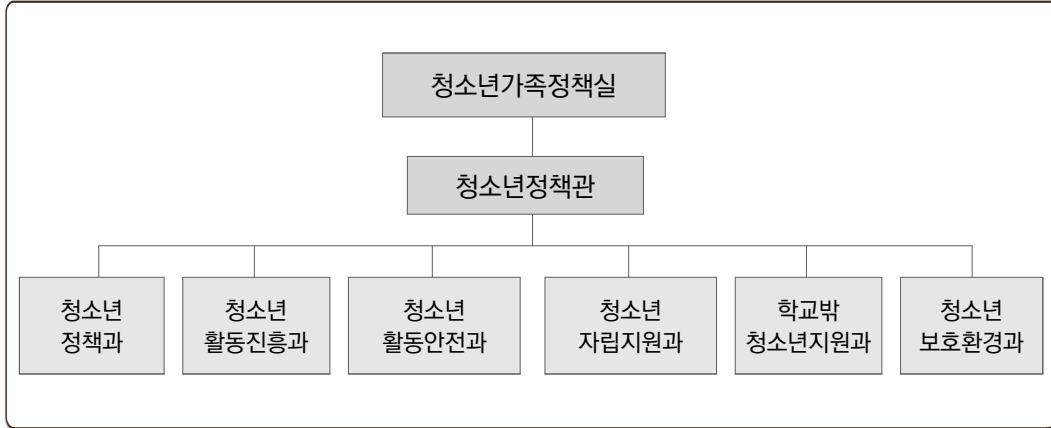 청소년가족정책실
청소년정책관
청소년
정책과
청소년
활동진흥과
청소년
활동안전과
청소년
자립지원과
학교밖
청소년지원과
청소년
보호환경과